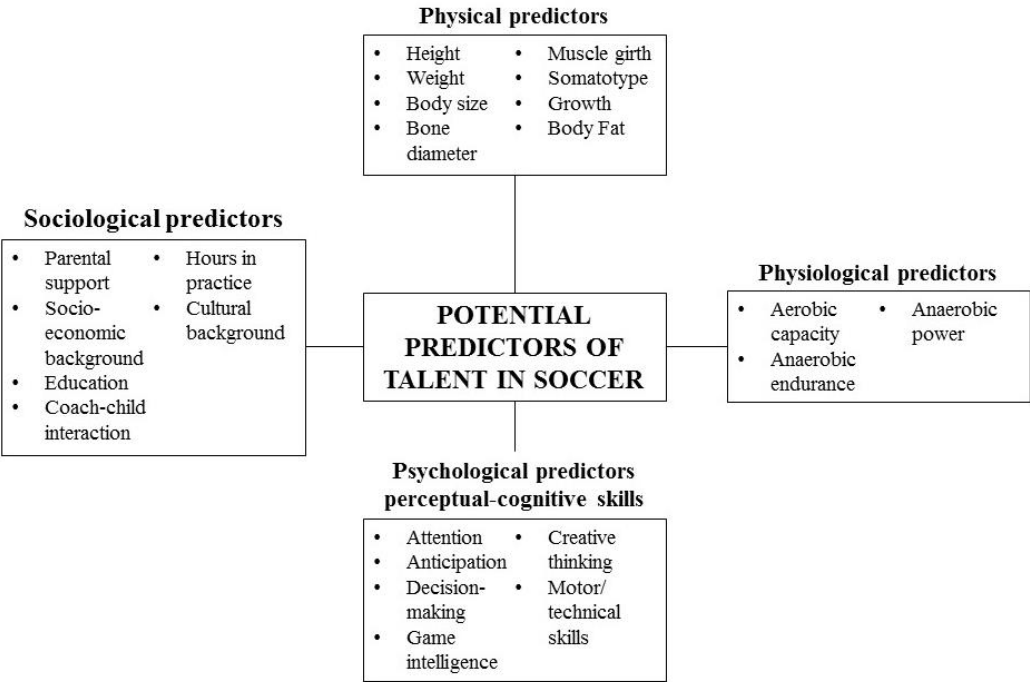 Physical predictors
• Height
• Weight
• Body size
• Bone
diameter
• Muscle girth
• Somatotype
• Growth
• Body Fat
Sociological predictors
• Parental
support
• Socio-
economic
background
• Education
• Coach-child
interaction
• Hours in
practice
• Cultural
background
POTENTIAL
PREDICTORS OF
TALENT IN SOCCER
Physiological predictors
• Aerobic
capacity
• Anaerobic
endurance
• Anaerobic
power
Psychological predictors
perceptual-cognitive skills
• Attention
• Anticipation
• Decision-
making
• Game
intelligence
• Creative
thinking
• Motor/
technical
skills